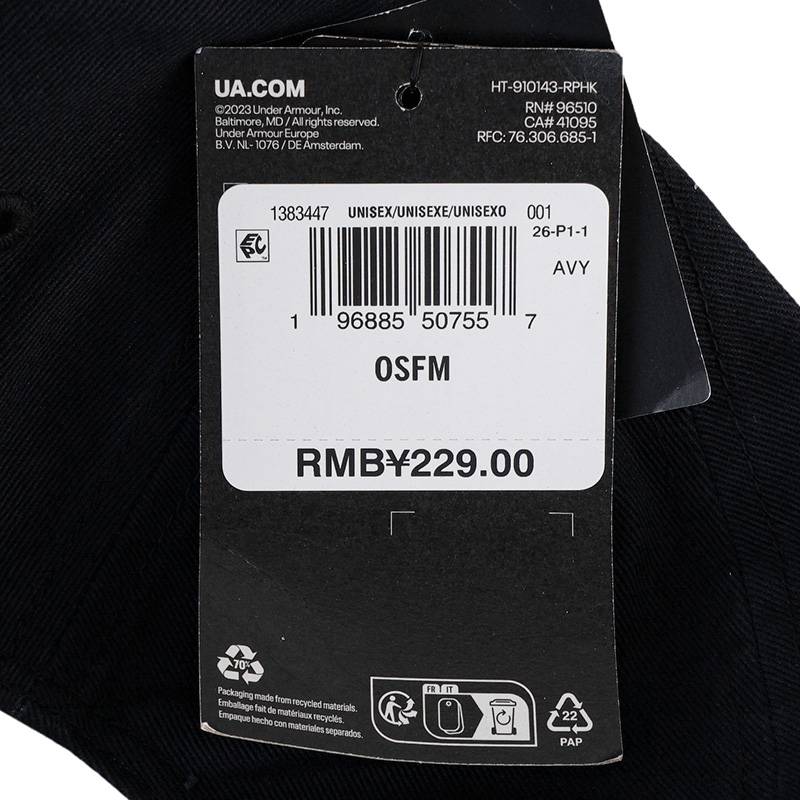 UA.COM
©2023 Under Armour, Inc.
Baltimore, MD / All rights reserved.
Under Armour Europe
B.V. NL- 1076 / DE Amsterdam.
HT-910143-RPHK
RN# 96510
CA# 41095
RFC: 76.306.685-1
1383447 UNISEX/UNISEXE/UNISEXO 001
26-P1-1
EPC
AVY
1 96885 50755 7
OSFM
RMB¥229.00
70%
Packaging made from recycled materials.
Emballage fait de matériaux recyclés.
Empaque hecho con materiales separados.
FR IT
22
PAP